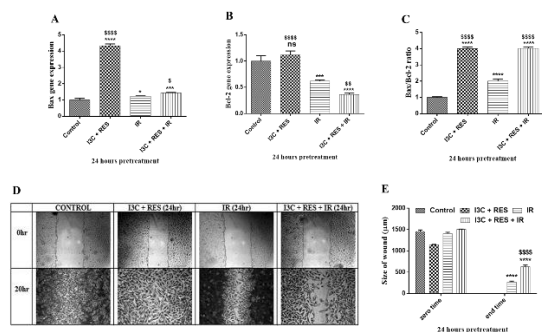 A
Bax gene expression
5
4
3
2
1
0
$$$$
****
*
$
***
Control
I3C + RES
IR
I3C + RES + IR
24 hours pretreatment
B
Bcl-2 gene expression
1.5
1.0
0.5
0.0
$$$$
ns
***
$$
****
Control
I3C + RES
IR
I3C + RES + IR
24 hours pretreatment
C
Bax/Bcl-2 ratio
5
4
3
2
1
0
$$$$
****
****
$$$$
****
Control
I3C + RES
IR
I3C + RES + IR
24 hours pretreatment
D
CONTROL I3C + RES (24hr) IR (24hr) I3C + RES + IR (24hr)
0hr
20hr
E
Control I3C + RES IR
I3C + RES + IR
Size of wound (µm)
2000
1500
1000
500
0
****
$$$$
****
zero time
end time
24 hours pretreatment